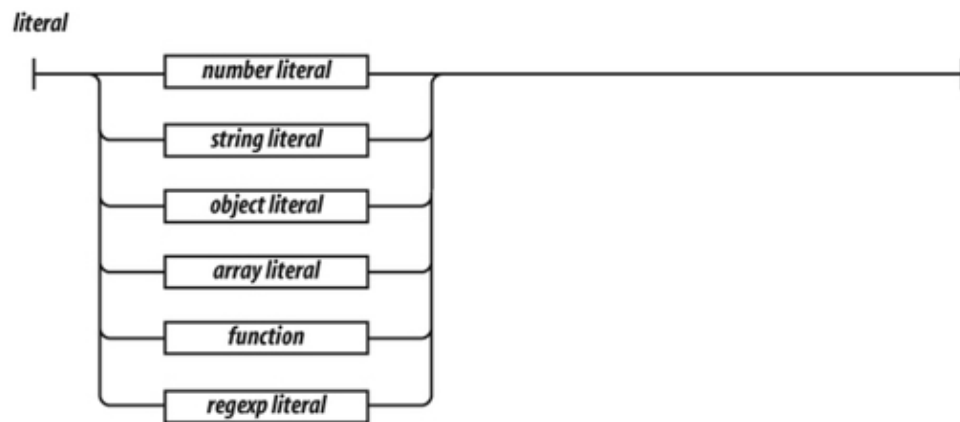 literal
number literal
string literal
object literal
array literal
function
regexp literal